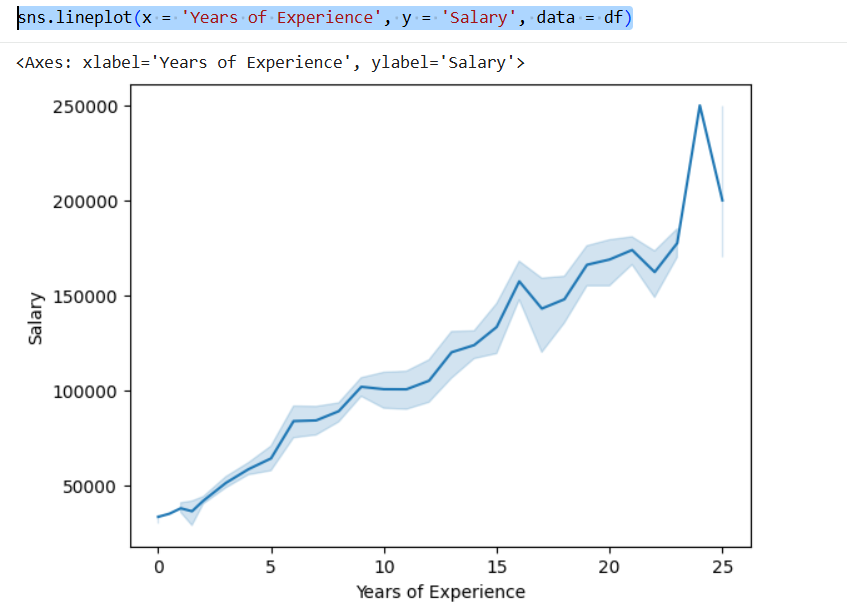 sns.lineplot(x = 'Years of Experience', y = 'Salary', data = df)
<Axes: xlabel='Years of Experience', ylabel='Salary'>
250000
200000
150000
100000
50000
Salary
0 5 10 15 20 25
Years of Experience